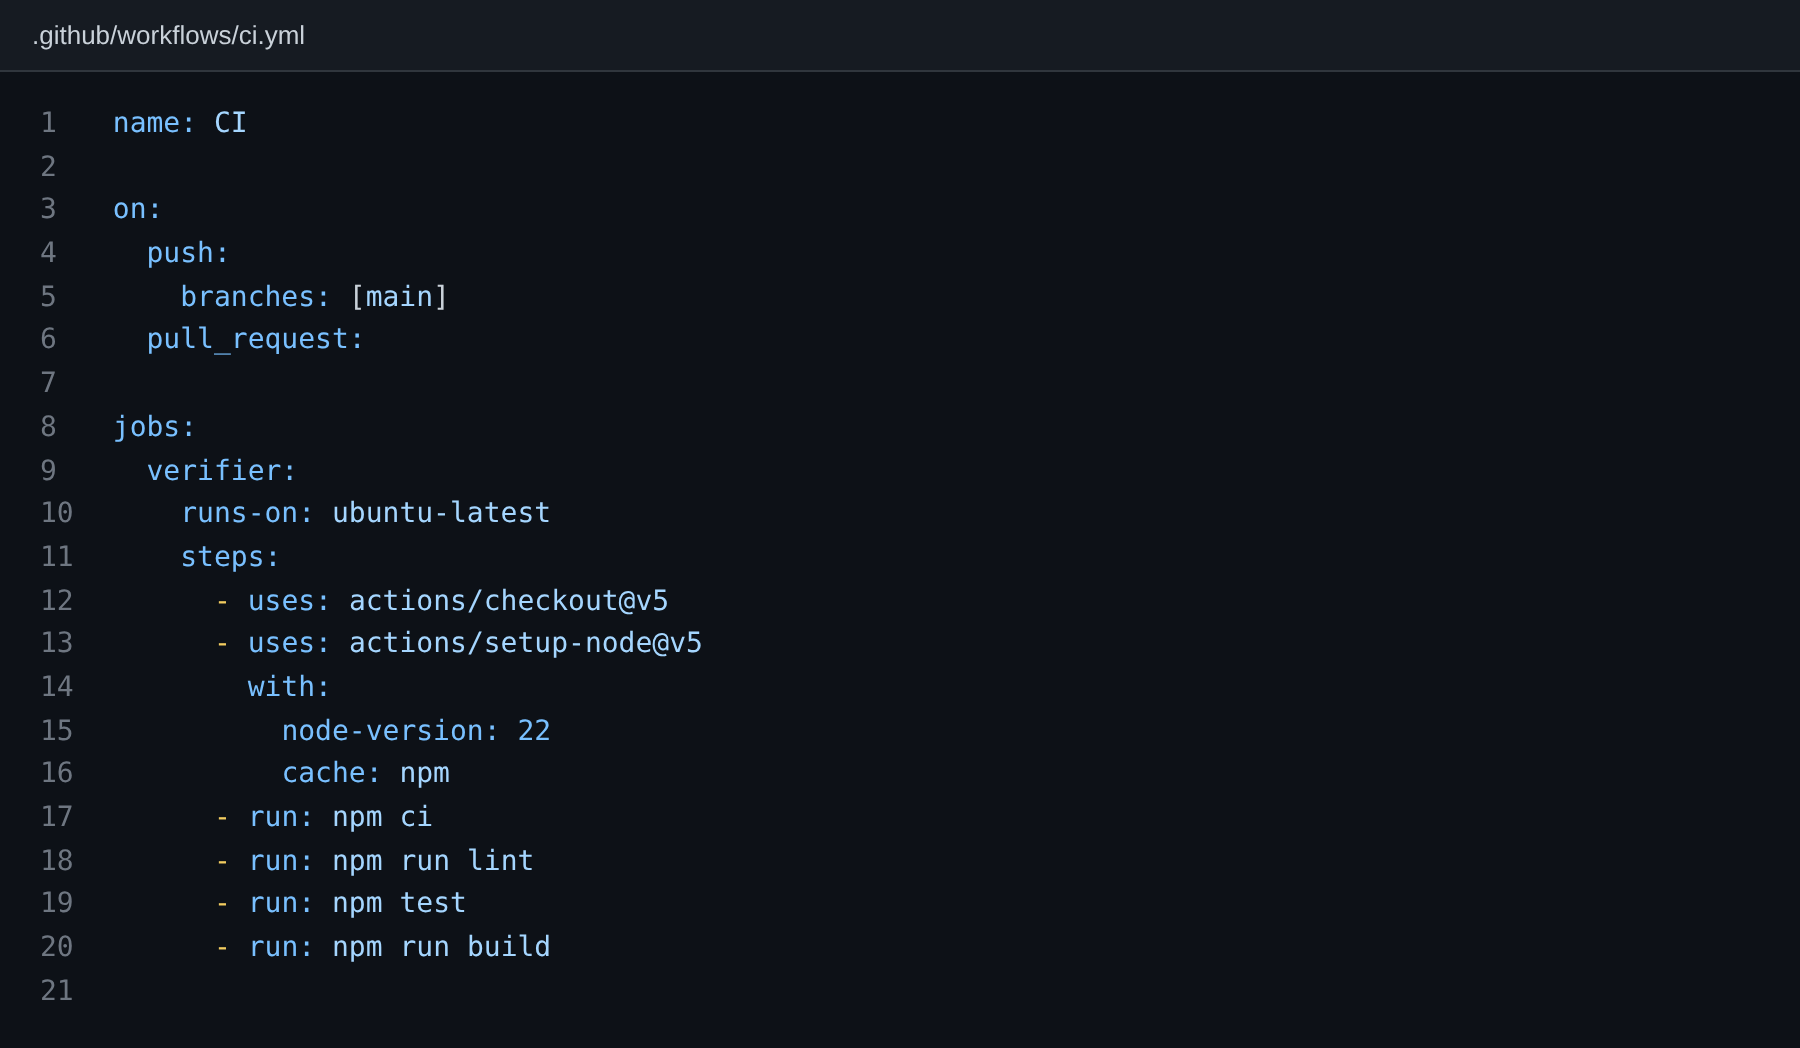 .github/workflows/ci.yml
1 name: CI
2
3 on:
4   push:
5     branches: [main]
6   pull_request:
7
8 jobs:
9   verifier:
10     runs-on: ubuntu-latest
11     steps:
12       - uses: actions/checkout@v5
13       - uses: actions/setup-node@v5
14         with:
15           node-version: 22
16           cache: npm
17       - run: npm ci
18       - run: npm run lint
19       - run: npm test
20       - run: npm run build
21